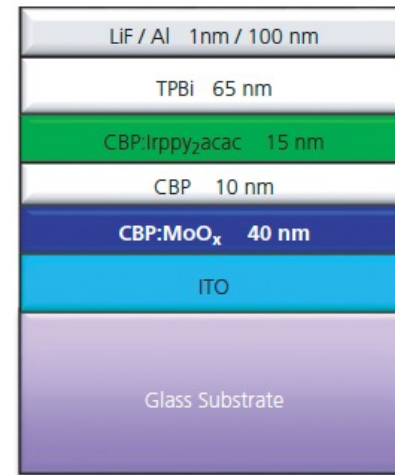 LiF / Al 1nm / 100 nm
TPBi 65 nm
CBP:Irppy₂acac 15 nm
CBP 10 nm
CBP:MoOₓ 40 nm
ITO
Glass Substrate